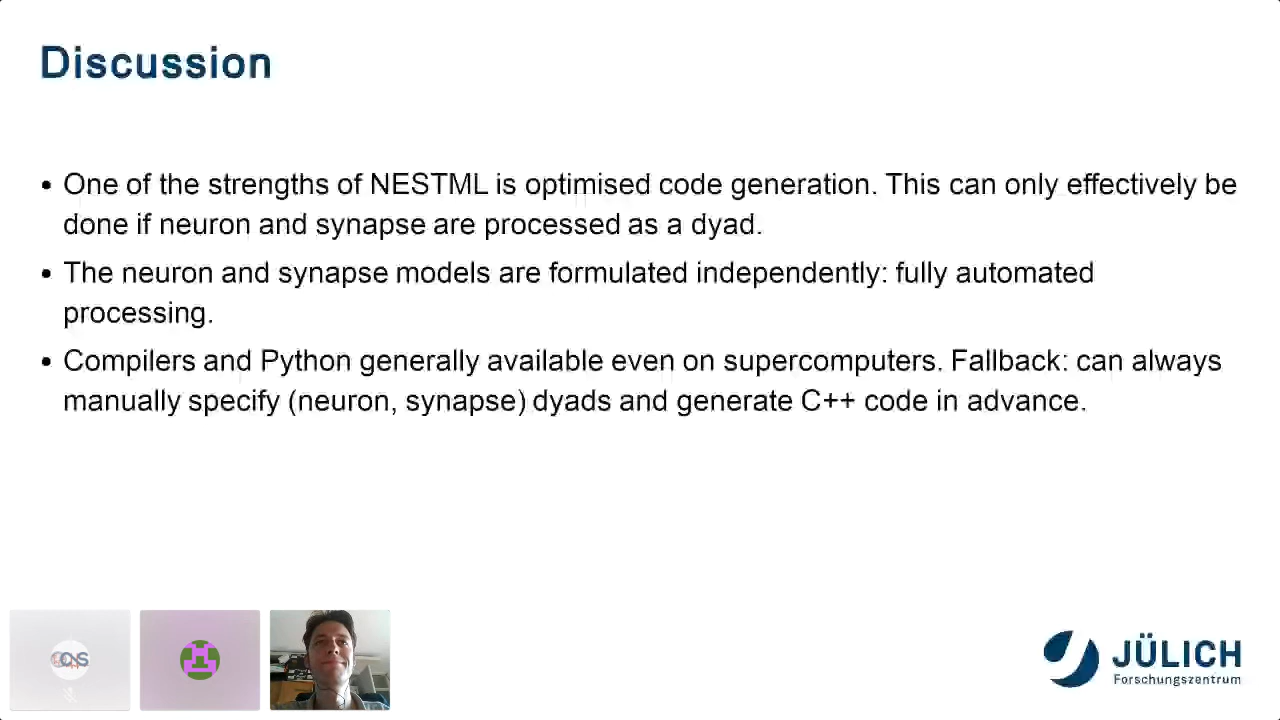 Discussion
• One of the strengths of NESTML is optimised code generation. This can only effectively be
done if neuron and synapse are processed as a dyad.
• The neuron and synapse models are formulated independently: fully automated
processing.
• Compilers and Python generally available even on supercomputers. Fallback: can always
manually specify (neuron, synapse) dyads and generate C++ code in advance.
JÜLICH
Forschungszentrum